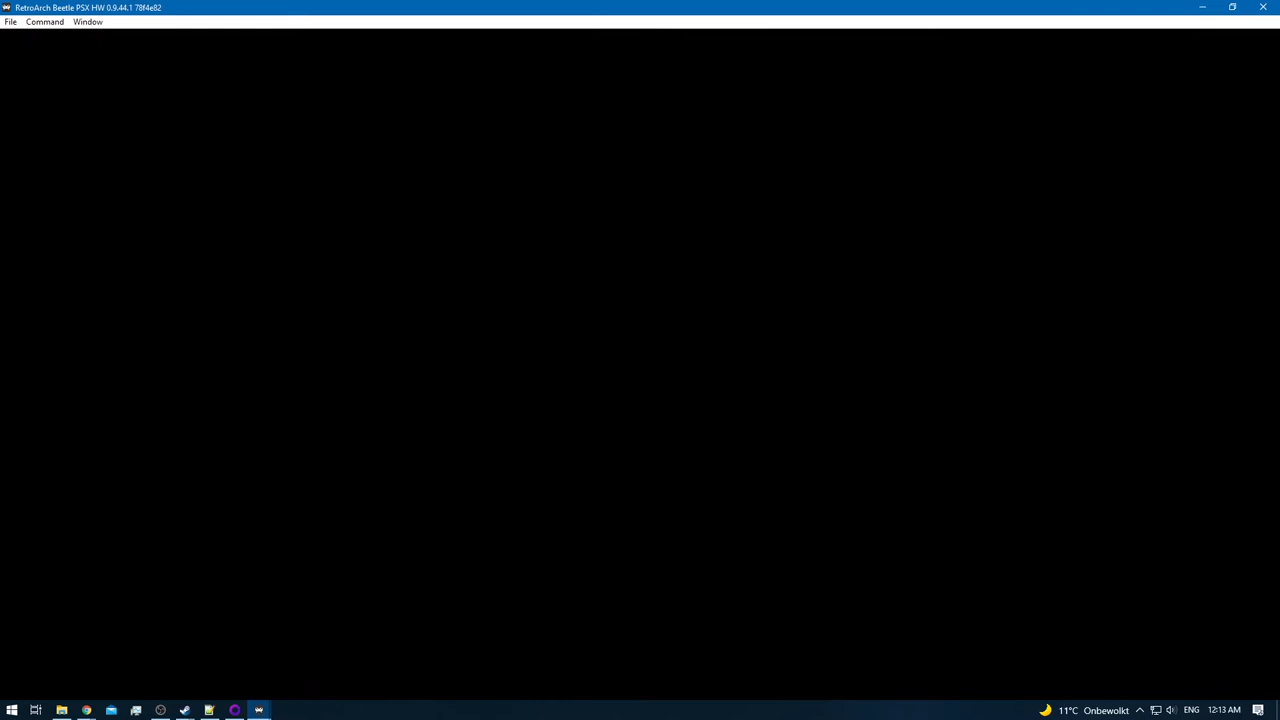 RetroArch Beetle PSX HW 0.9.44.1 78f4e82
File Command Window
11°C Onbewolkt ENG 12:13 AM